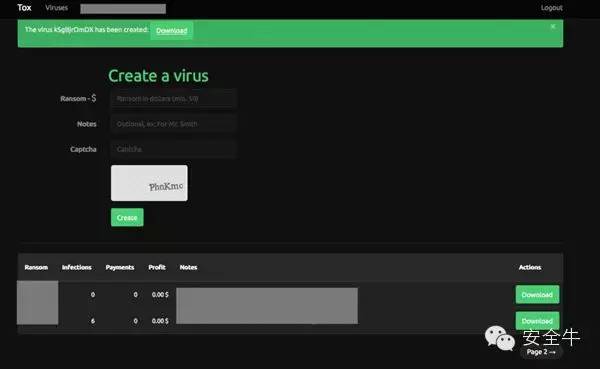 Tox Viruses Logout
The virus kSgBjrOmDX has been created: Download ×
Create a virus
Ransom - $ Ransom in dollars (min. 50)
Notes Optional, ex: For Mr. Smith
Captcha Captcha
PhnKmc
Create
Ransom Infections Payments Profit Notes Actions
0 0 0.00 $ Download
6 0 0.00 $ Download
安全牛
Page 2 →